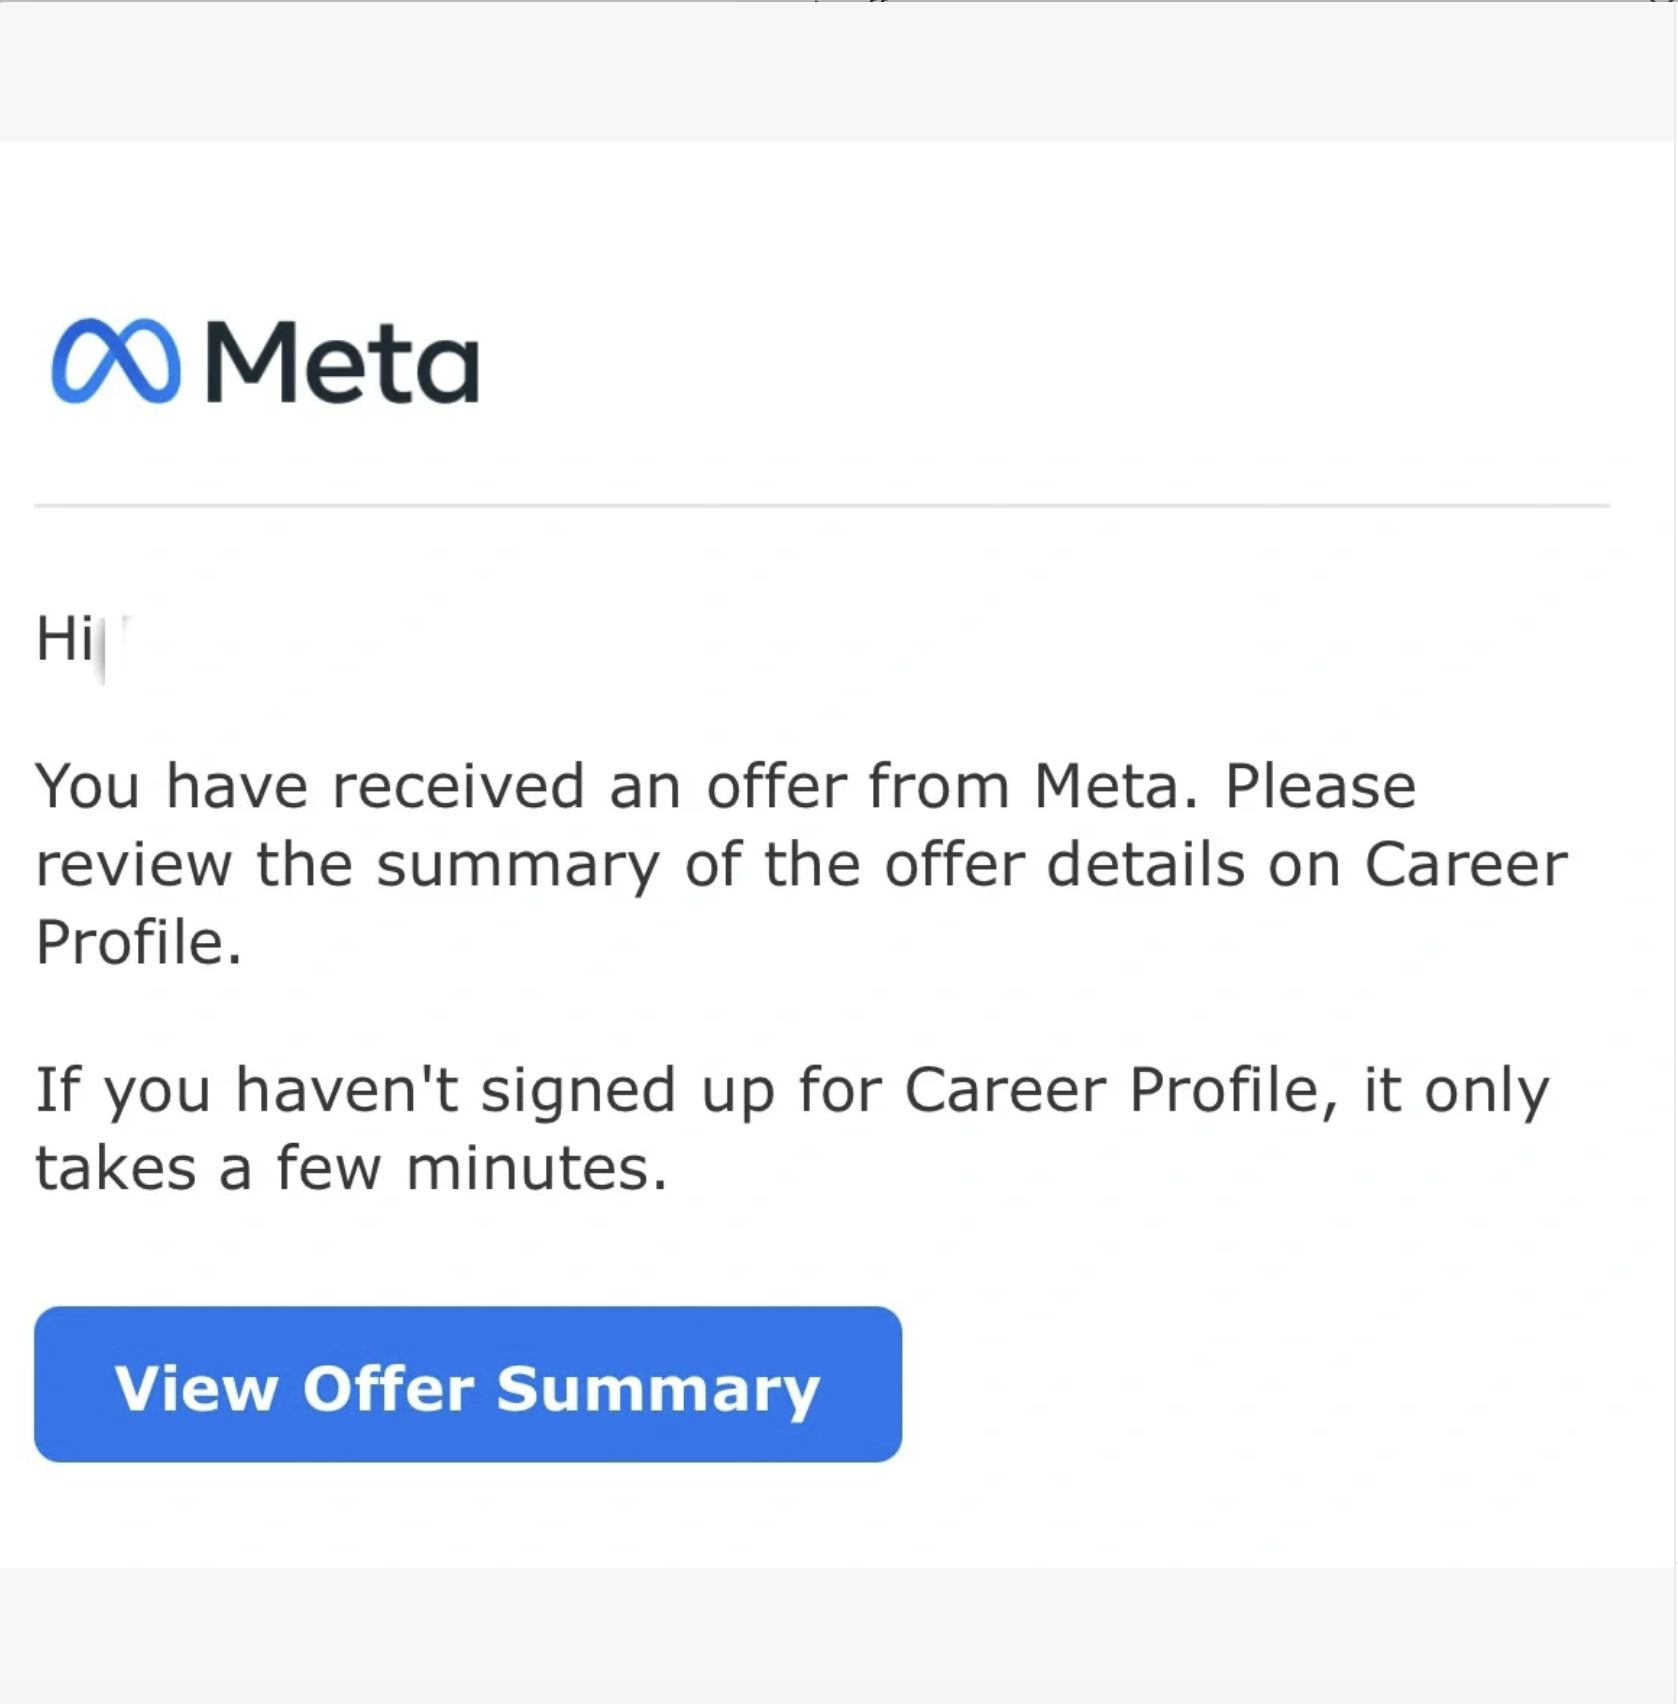 Meta
Hi
You have received an offer from Meta. Please
review the summary of the offer details on Career
Profile.
If you haven't signed up for Career Profile, it only
takes a few minutes.
View Offer Summary